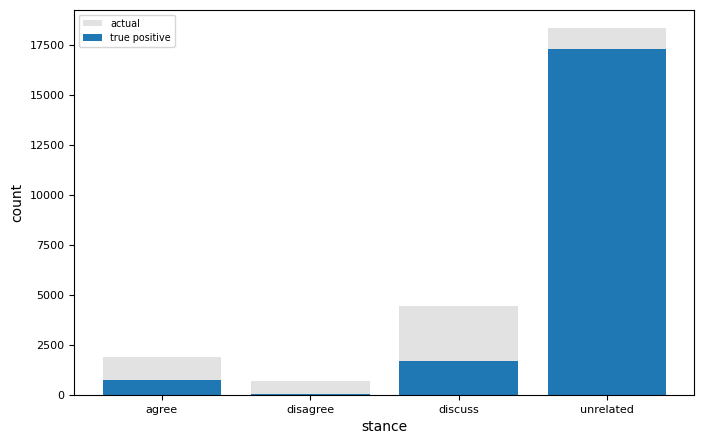 actual
true positive
17500
15000
12500
10000
7500
5000
2500
0
count
agree disagree discuss unrelated
stance